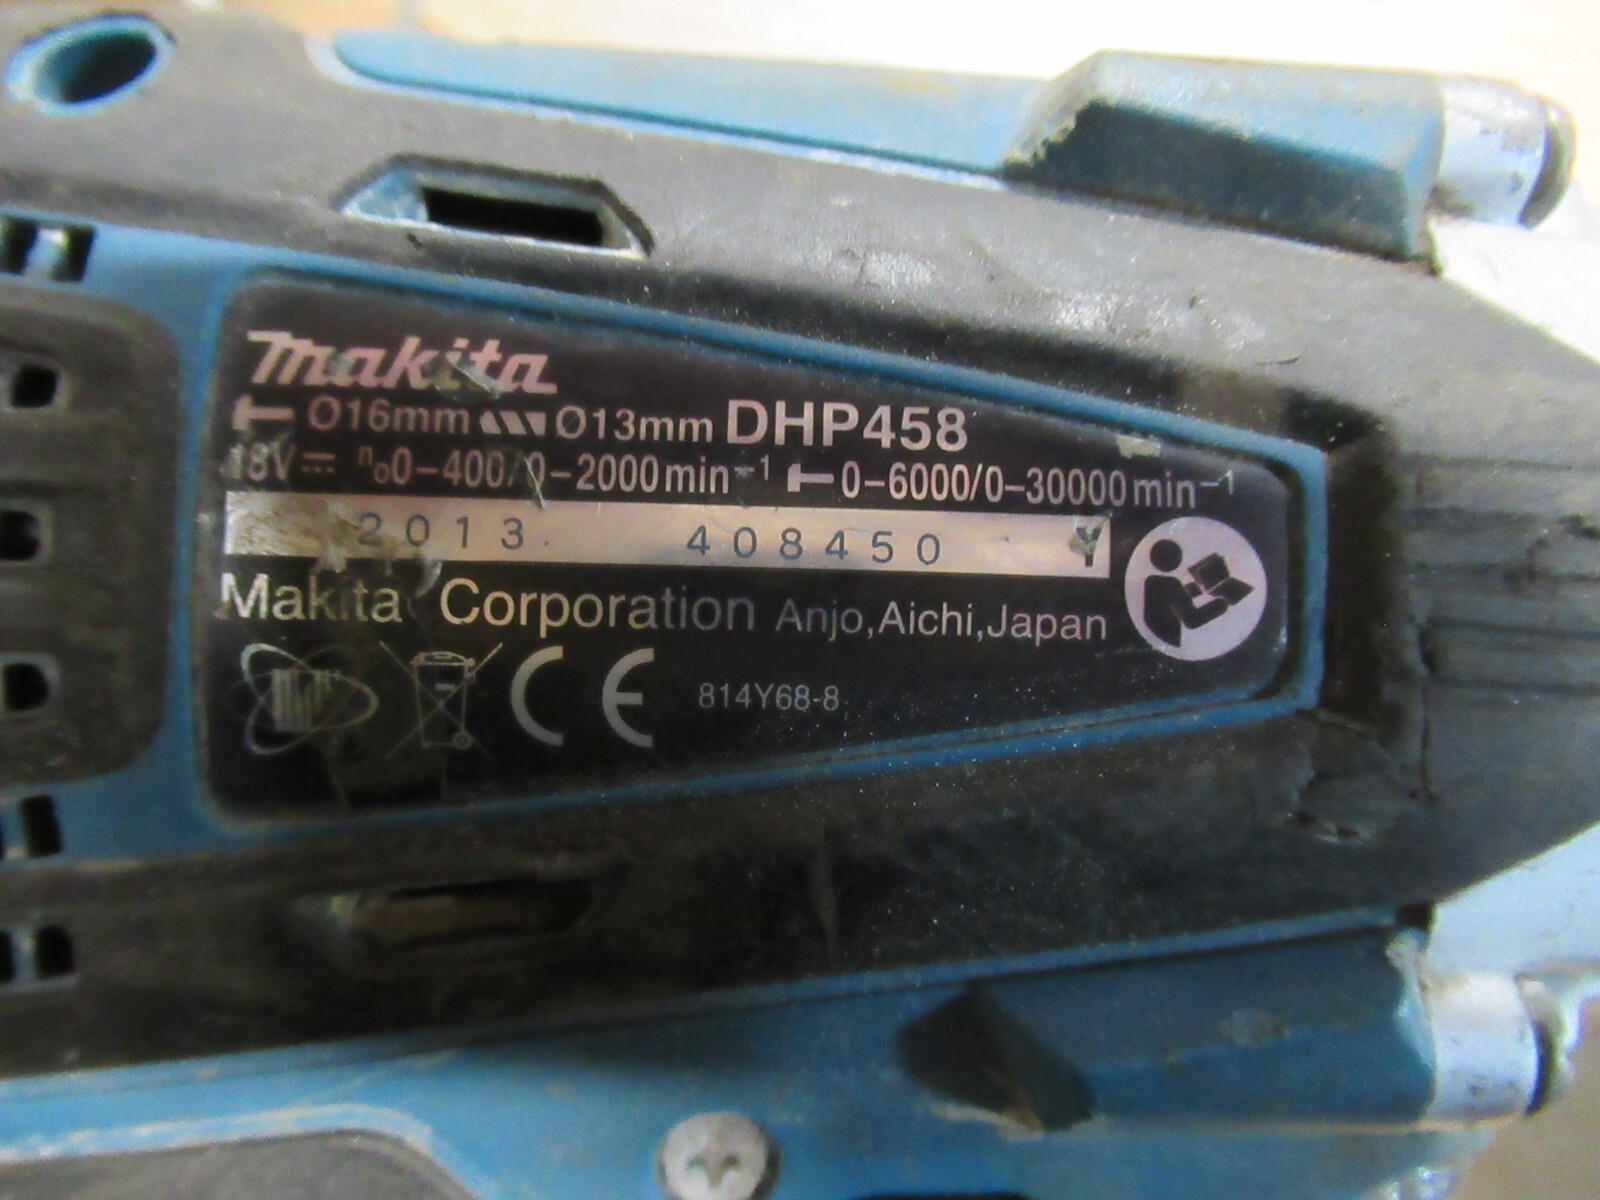 makita
Ø16mm Ø13mm DHP458
18V n₀0-400/0-2000min⁻¹ 0-6000/0-30000min⁻¹
2013. 408450 Y
Makita Corporation Anjo,Aichi,Japan
CE 814Y68-8